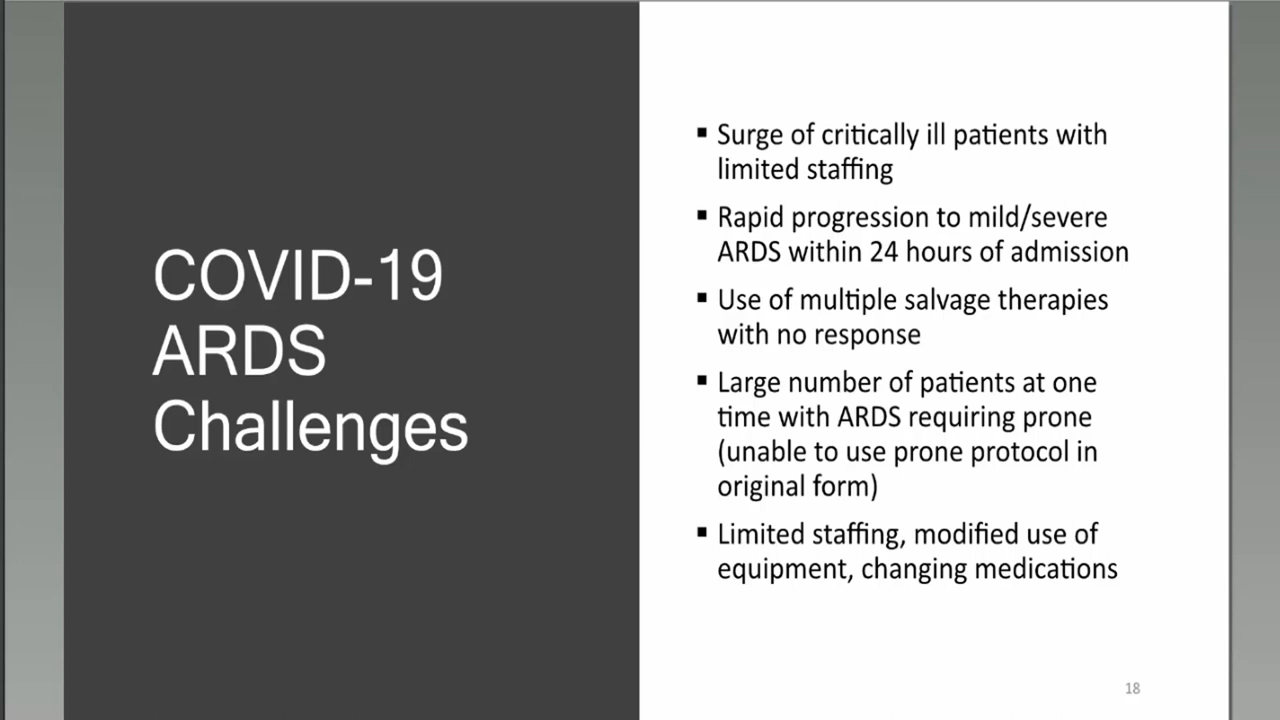 COVID-19
ARDS
Challenges
▪ Surge of critically ill patients with
limited staffing
▪ Rapid progression to mild/severe
ARDS within 24 hours of admission
▪ Use of multiple salvage therapies
with no response
▪ Large number of patients at one
time with ARDS requiring prone
(unable to use prone protocol in
original form)
▪ Limited staffing, modified use of
equipment, changing medications
18